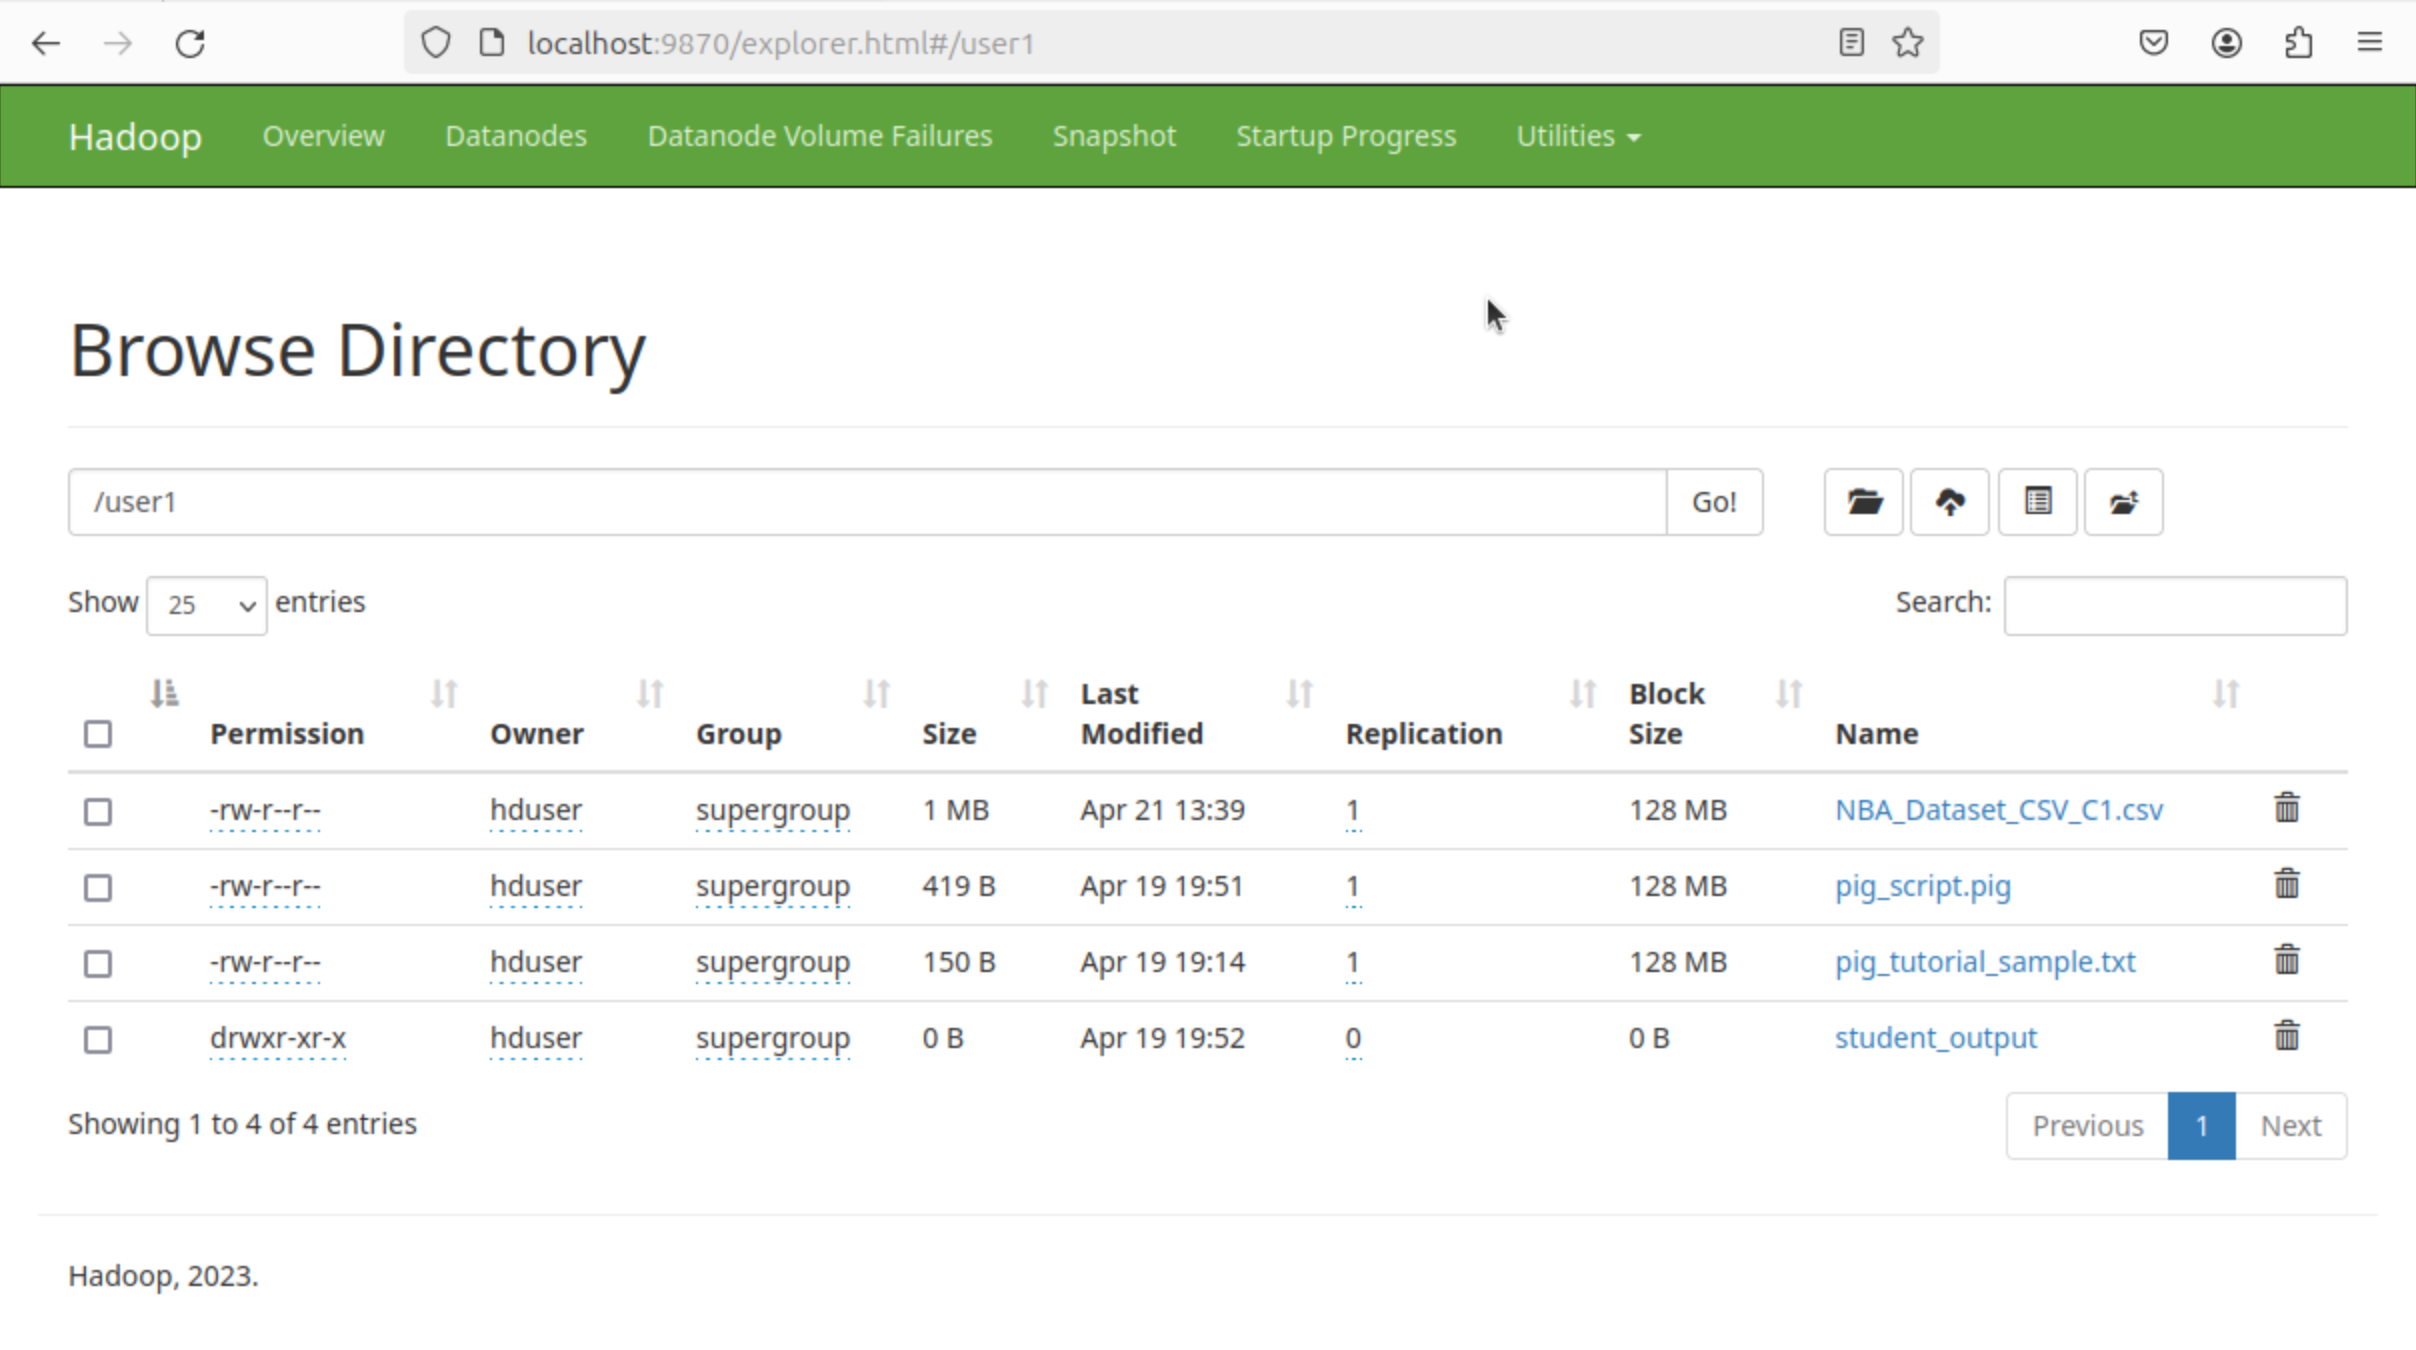 localhost:9870/explorer.html#/user1
Hadoop Overview Datanodes Datanode Volume Failures Snapshot Startup Progress Utilities
Browse Directory
/user1 Go!
Show 25 entries Search:
Permission Owner Group Size Last Modified Replication Block Size Name
-rw-r--r-- hduser supergroup 1 MB Apr 21 13:39 1 128 MB NBA_Dataset_CSV_C1.csv
-rw-r--r-- hduser supergroup 419 B Apr 19 19:51 1 128 MB pig_script.pig
-rw-r--r-- hduser supergroup 150 B Apr 19 19:14 1 128 MB pig_tutorial_sample.txt
drwxr-xr-x hduser supergroup 0 B Apr 19 19:52 0 0 B student_output
Showing 1 to 4 of 4 entries Previous 1 Next
Hadoop, 2023.